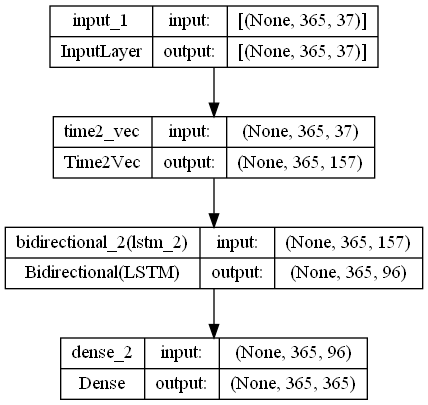 input_1 input: [(None, 365, 37)]
InputLayer output: [(None, 365, 37)]
time2_vec input: (None, 365, 37)
Time2Vec output: (None, 365, 157)
bidirectional_2(lstm_2) input: (None, 365, 157)
Bidirectional(LSTM) output: (None, 365, 96)
dense_2 input: (None, 365, 96)
Dense output: (None, 365, 365)